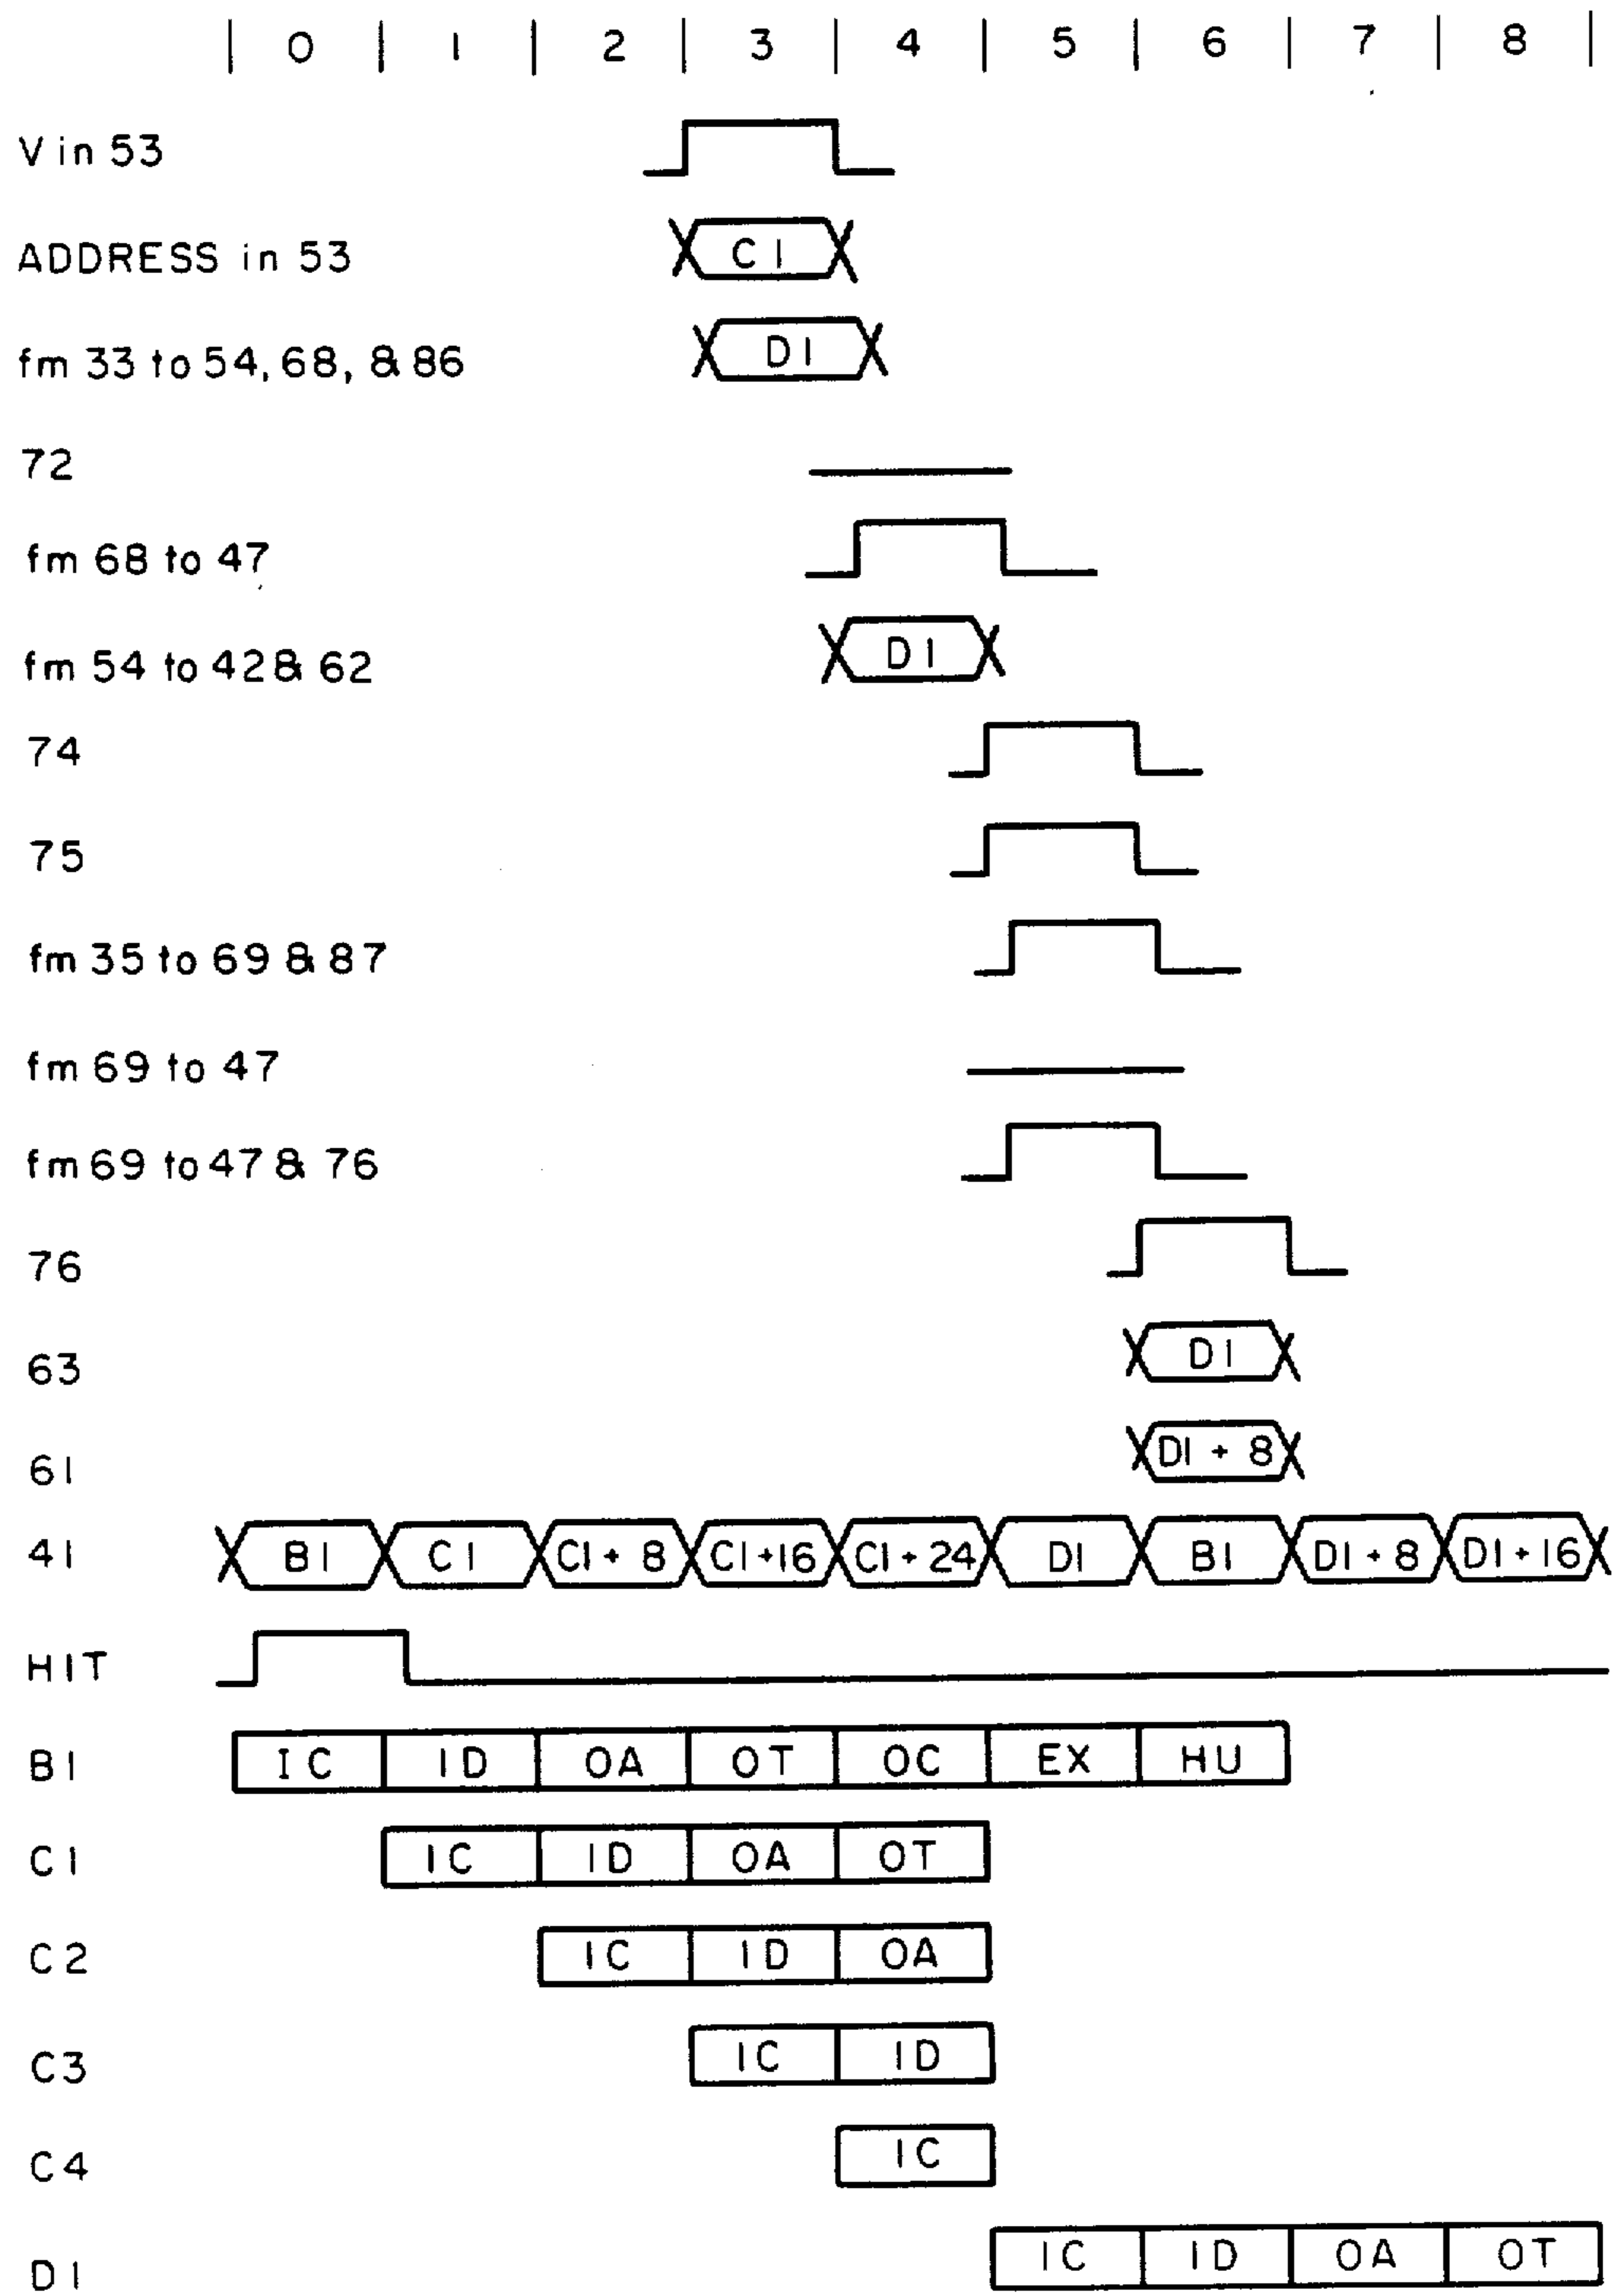 0 1 2 3 4 5 6 7 8
V in 53
ADDRESS in 53 C1
fm 33 to 54, 68, & 86 D1
72
fm 68 to 47
fm 54 to 42 & 62 D1
74
75
fm 35 to 69 & 87
fm 69 to 47
fm 69 to 47 & 76
76
63 D1
61 D1 + 8
41 B1 C1 C1 + 8 C1 +16 C1 + 24 D1 B1 D1 + 8 D1 + 16
HIT
B1 IC ID OA OT OC EX HU
C1 IC ID OA OT
C2 IC ID OA
C3 IC ID
C4 IC
D1 IC ID OA OT